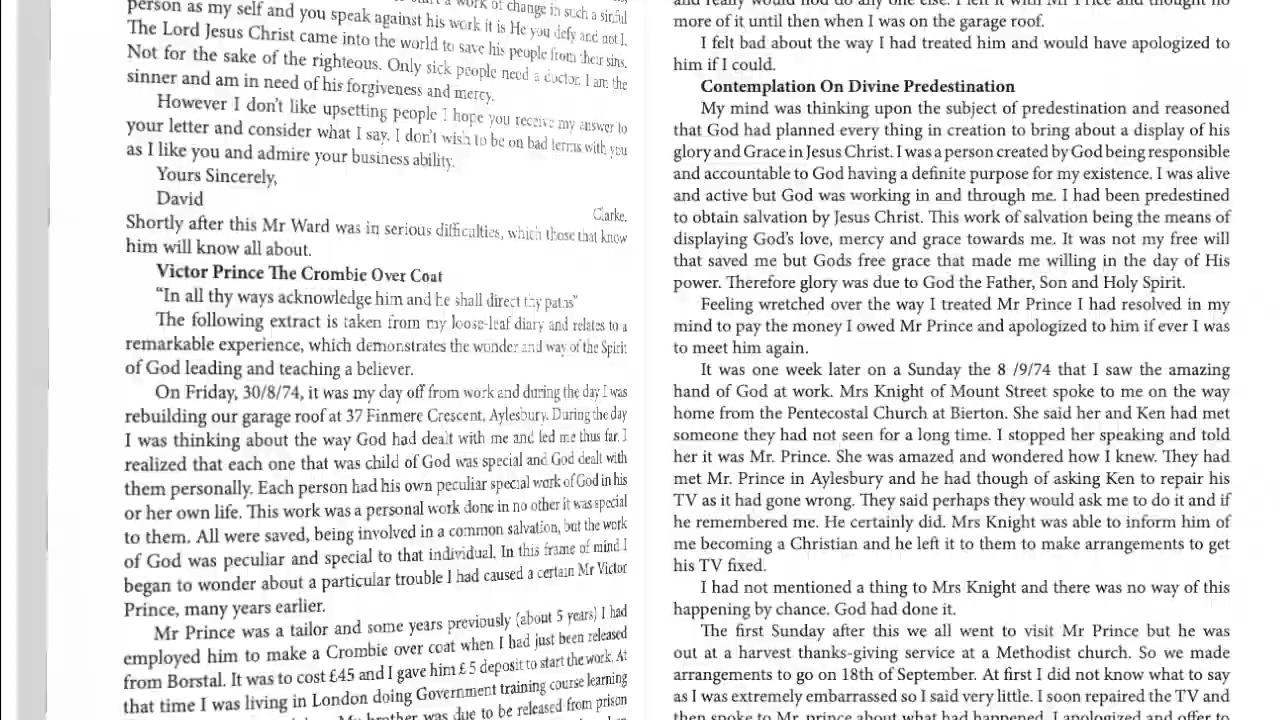 person as my self and you speak against his work it is He you defy and not I.
The Lord Jesus Christ came into the world to save his people from their sins.
Not for the sake of the righteous. Only sick people need a doctor. I am the
sinner and am in need of his forgiveness and mercy.
However I don't like upsetting people I hope you receive my answer to
your letter and consider what I say. I don't wish to be on bad terms with you
as I like you and admire your business ability.
Yours Sincerely,
David
Clarke.
Shortly after this Mr Ward was in serious difficulties, which those that know
him will know all about.
Victor Prince The Crombie Over Coat
“In all thy ways acknowledge him and he shall direct thy paths”
The following extract is taken from my loose-leaf diary and relates to a
remarkable experience, which demonstrates the wonder and way of the Spirit
of God leading and teaching a believer.
On Friday, 30/8/74, it was my day off from work and during the day I was
rebuilding our garage roof at 37 Finmere Crescent, Aylesbury. During the day
I was thinking about the way God had dealt with me and led me thus far. I
realized that each one that was child of God was special and God dealt with
them personally. Each person had his own peculiar special work of God in his
or her own life. This work was a personal work done in no other it was special
to them. All were saved, being involved in a common salvation, but the work
of God was peculiar and special to that individual. In this frame of mind I
began to wonder about a particular trouble I had caused a certain Mr Victor
Prince, many years earlier.
Mr Prince was a tailor and some years previously (about 5 years) I had
employed him to make a Crombie over coat when I had just been released
from Borstal. It was to cost £45 and I gave him £ 5 deposit to start the work. At
that time I was living in London doing Government training course learning
My brother was due to be released from prison
more of it until then when I was on the garage roof.
I felt bad about the way I had treated him and would have apologized to
him if I could.
Contemplation On Divine Predestination
My mind was thinking upon the subject of predestination and reasoned
that God had planned every thing in creation to bring about a display of his
glory and Grace in Jesus Christ. I was a person created by God being responsible
and accountable to God having a definite purpose for my existence. I was alive
and active but God was working in and through me. I had been predestined
to obtain salvation by Jesus Christ. This work of salvation being the means of
displaying God's love, mercy and grace towards me. It was not my free will
that saved me but Gods free grace that made me willing in the day of His
power. Therefore glory was due to God the Father, Son and Holy Spirit.
Feeling wretched over the way I treated Mr Prince I had resolved in my
mind to pay the money I owed Mr Prince and apologized to him if ever I was
to meet him again.
It was one week later on a Sunday the 8 /9/74 that I saw the amazing
hand of God at work. Mrs Knight of Mount Street spoke to me on the way
home from the Pentecostal Church at Bierton. She said her and Ken had met
someone they had not seen for a long time. I stopped her speaking and told
her it was Mr. Prince. She was amazed and wondered how I knew. They had
met Mr. Prince in Aylesbury and he had though of asking Ken to repair his
TV as it had gone wrong. They said perhaps they would ask me to do it and if
he remembered me. He certainly did. Mrs Knight was able to inform him of
me becoming a Christian and he left it to them to make arrangements to get
his TV fixed.
I had not mentioned a thing to Mrs Knight and there was no way of this
happening by chance. God had done it.
The first Sunday after this we all went to visit Mr Prince but he was
out at a harvest thanks-giving service at a Methodist church. So we made
arrangements to go on 18th of September. At first I did not know what to say
as I was extremely embarrassed so I said very little. I soon repaired the TV and
then spoke to Mr. prince about what had happened. I apologized and offer to